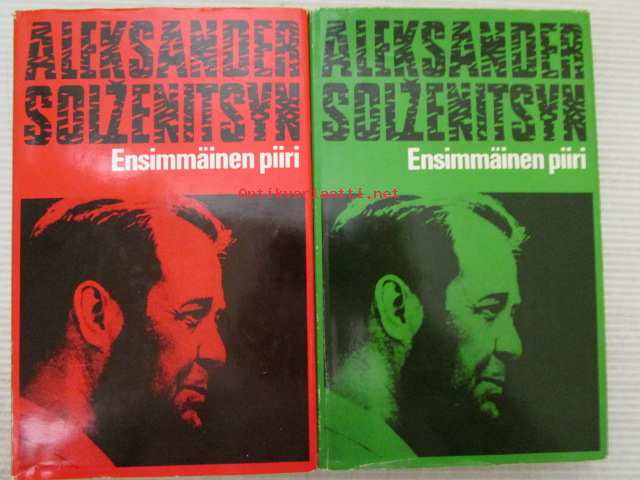 ALEKSANDER
SOLŽENITSYN
Ensimmäinen piiri
ALEKSANDER
SOLŽENITSYN
Ensimmäinen piiri
Antikvariaatti.net